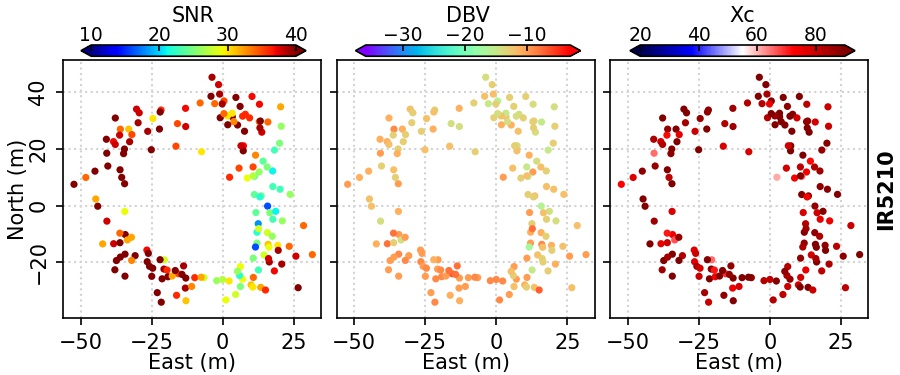 SNR DBV Xc
10 20 30 40 −30 −20 −10 20 40 60 80
40
20
0
−20
North (m)
−50 −25 0 25 −50 −25 0 25 −50 −25 0 25
East (m) East (m) East (m)
IR5210